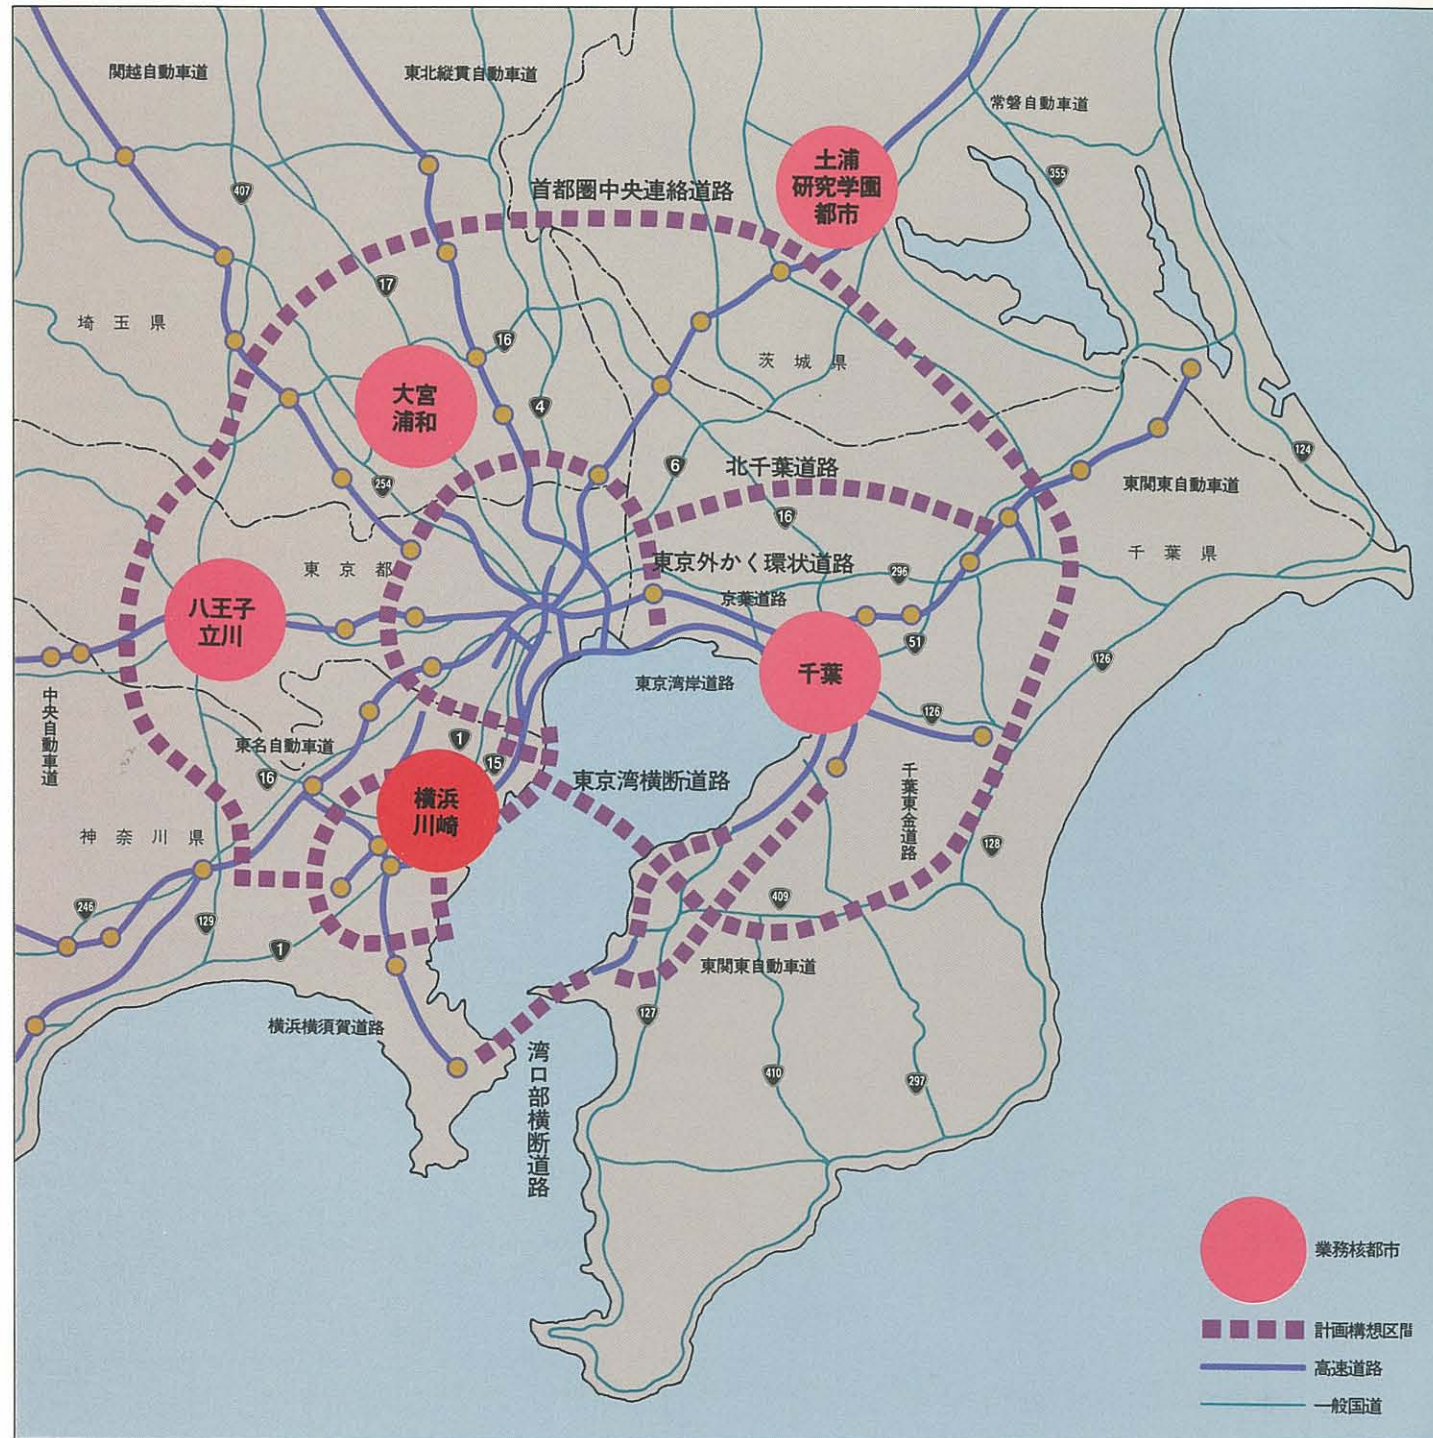 関越自動車道
東北縦貫自動車道
常磐自動車道
土浦
研究学園
都市
355
407
首都圏中央連絡道路
17
埼玉県
16
茨城県
大宮
浦和
4
124
6
北千葉道路
254
東関東自動車道
16
千葉県
東京都
東京外かく環状道路
296
京葉道路
八王子
立川
51
126
千葉
東京湾岸道路
中央自動車道
126
東名自動車道
1
16
15
東京湾横断道路
千葉東金道路
横浜
川崎
神奈川県
128
409
246
129
1
東関東自動車道
127
横浜横須賀道路
湾口部横断道路
410
297
業務核都市
計画構想区間
高速道路
一般国道